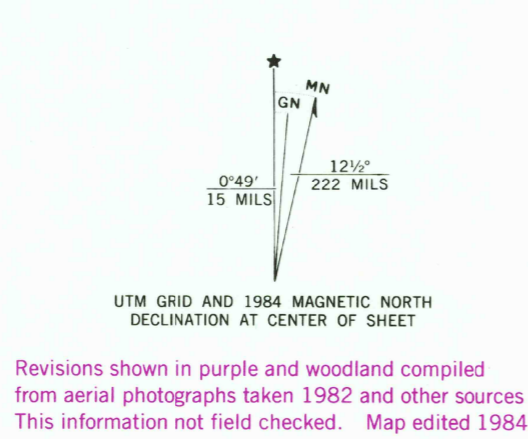 ★
MN
GN
0°49'
15 MILS
12½°
222 MILS
UTM GRID AND 1984 MAGNETIC NORTH
DECLINATION AT CENTER OF SHEET
Revisions shown in purple and woodland compiled
from aerial photographs taken 1982 and other sources
This information not field checked. Map edited 1984